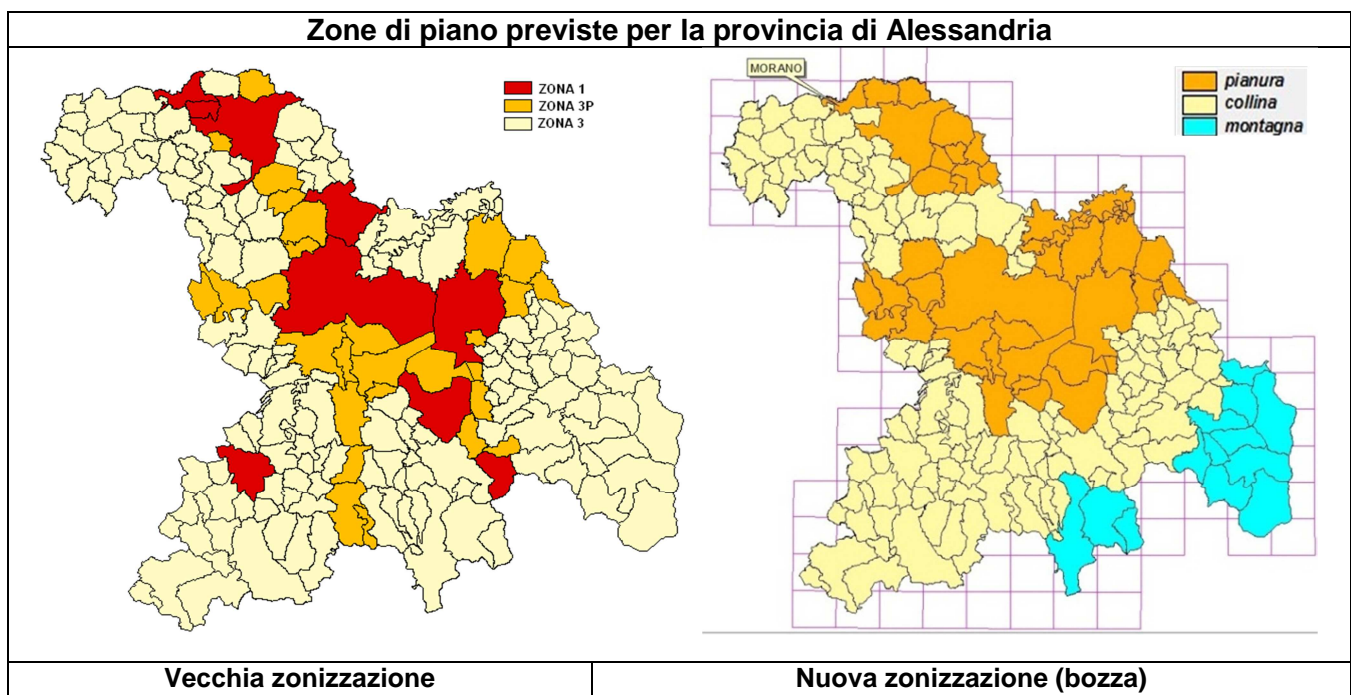 Zone di piano previste per la provincia di Alessandria
ZONA 1
ZONA 3P
ZONA 3
MORANO
pianura
collina
montagna
Vecchia zonizzazione
Nuova zonizzazione (bozza)